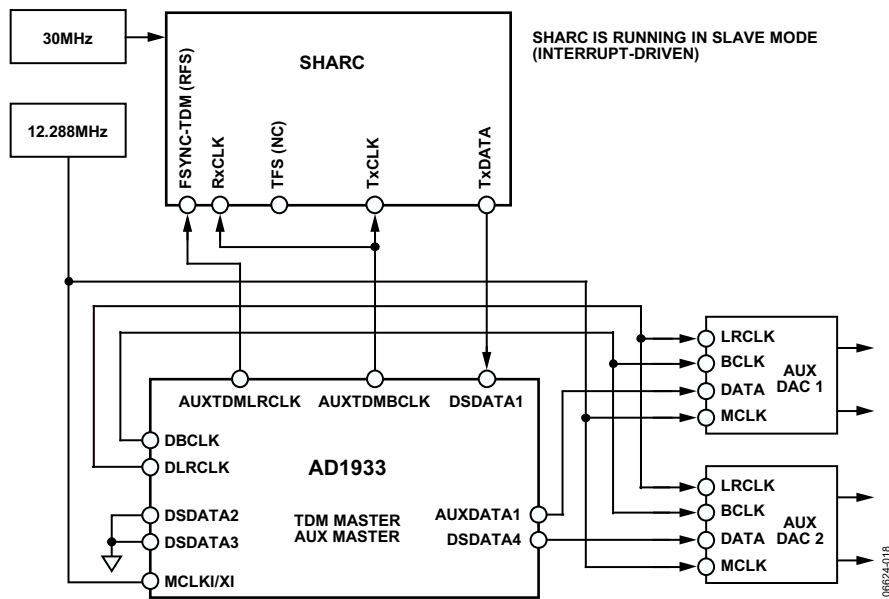 30MHz
12.288MHz
SHARC
SHARC IS RUNNING IN SLAVE MODE
(INTERRUPT-DRIVEN)
FSYNC-TDM (RFS)
RxCLK
TFS (NC)
TxCLK
TxDATA
AUXTDMLRCLK
AUXTDMBCLK
DSDATA1
DBCLK
DLRCLK
DSDATA2
DSDATA3
MCLKI/XI
AD1933
TDM MASTER
AUX MASTER
AUXDATA1
DSDATA4
LRCLK
BCLK
DATA
MCLK
AUX
DAC 1
LRCLK
BCLK
DATA
MCLK
AUX
DAC 2
06624-018